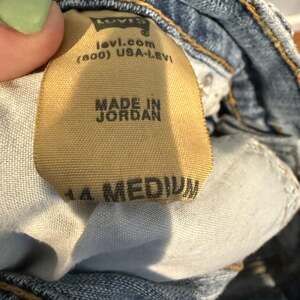 Levi's
levi.com
(800) USA-LEVI
MADE IN
JORDAN
14 MEDIUM